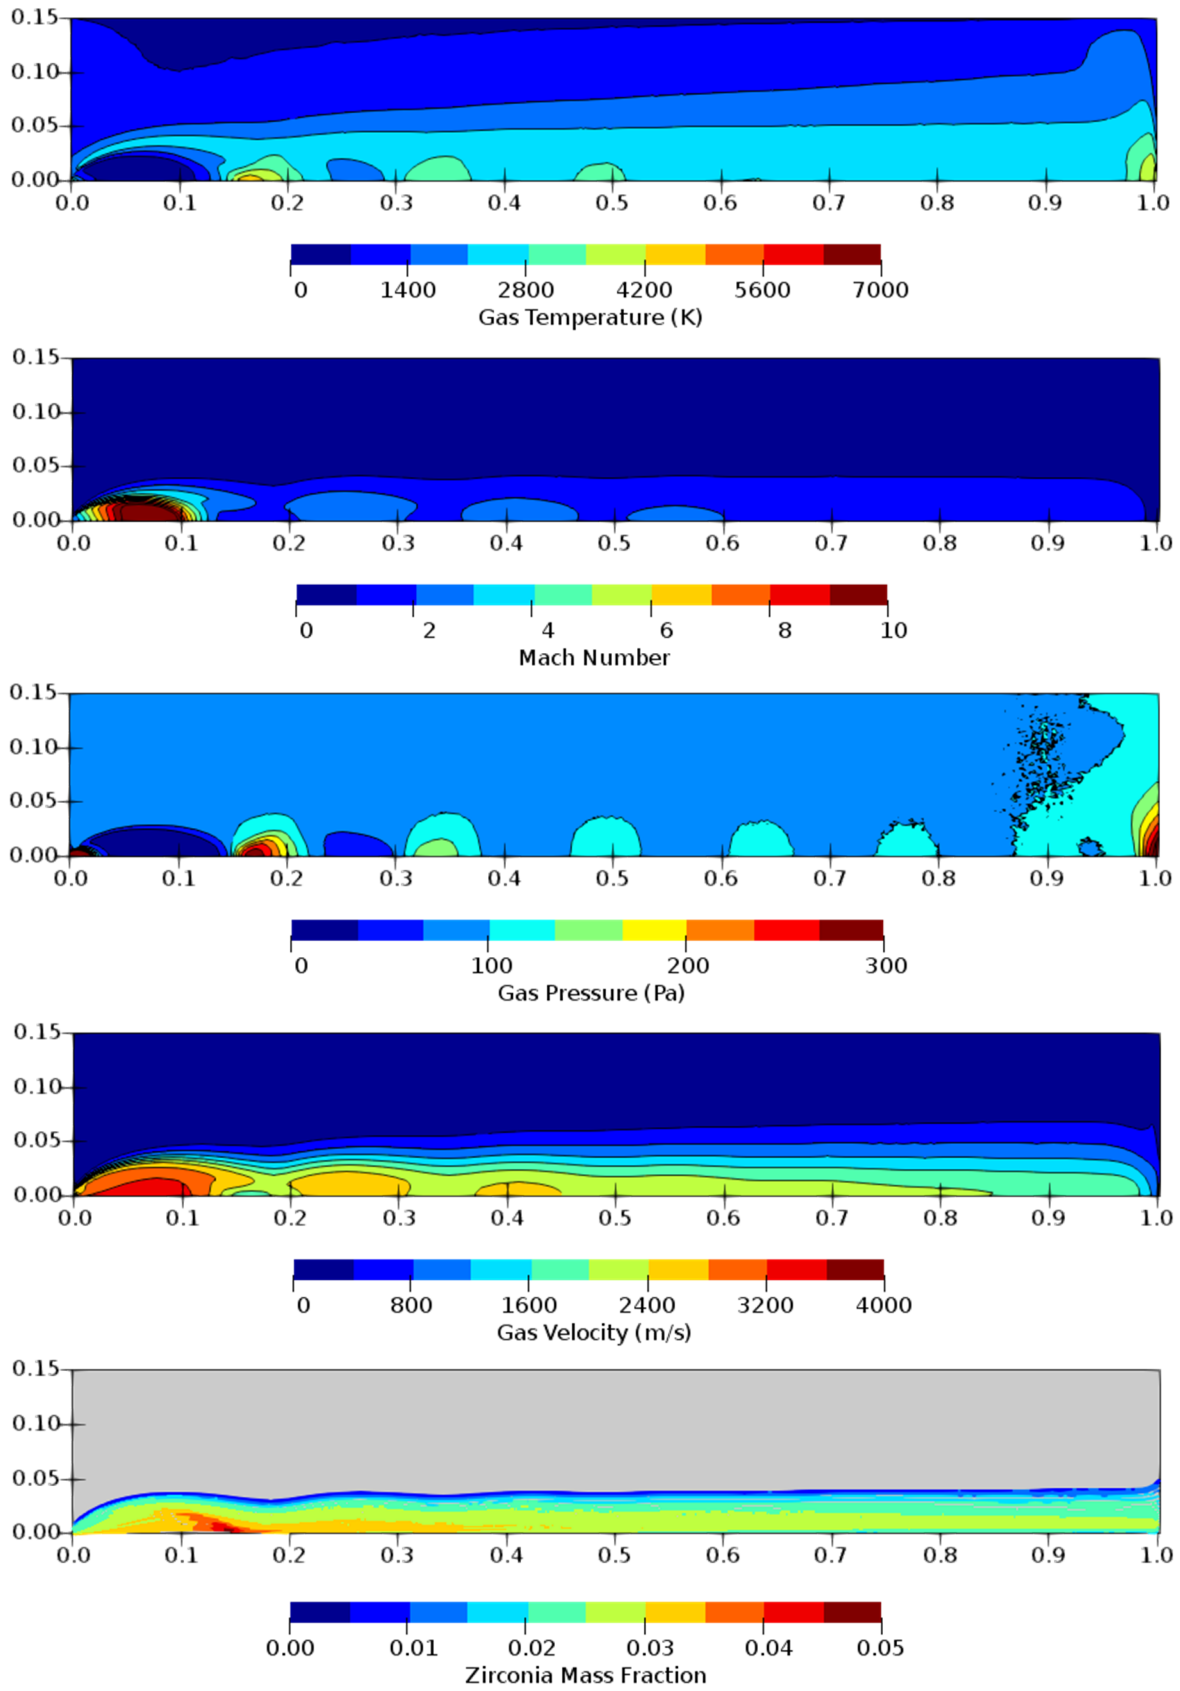 0.15
0.10
0.05
0.00
0.0 0.1 0.2 0.3 0.4 0.5 0.6 0.7 0.8 0.9 1.0
0 1400 2800 4200 5600 7000
Gas Temperature (K)
0.15
0.10
0.05
0.00
0.0 0.1 0.2 0.3 0.4 0.5 0.6 0.7 0.8 0.9 1.0
0 2 4 6 8 10
Mach Number
0.15
0.10
0.05
0.00
0.0 0.1 0.2 0.3 0.4 0.5 0.6 0.7 0.8 0.9 1.0
0 100 200 300
Gas Pressure (Pa)
0.15
0.10
0.05
0.00
0.0 0.1 0.2 0.3 0.4 0.5 0.6 0.7 0.8 0.9 1.0
0 800 1600 2400 3200 4000
Gas Velocity (m/s)
0.15
0.10
0.05
0.00
0.0 0.1 0.2 0.3 0.4 0.5 0.6 0.7 0.8 0.9 1.0
0.00 0.01 0.02 0.03 0.04 0.05
Zirconia Mass Fraction